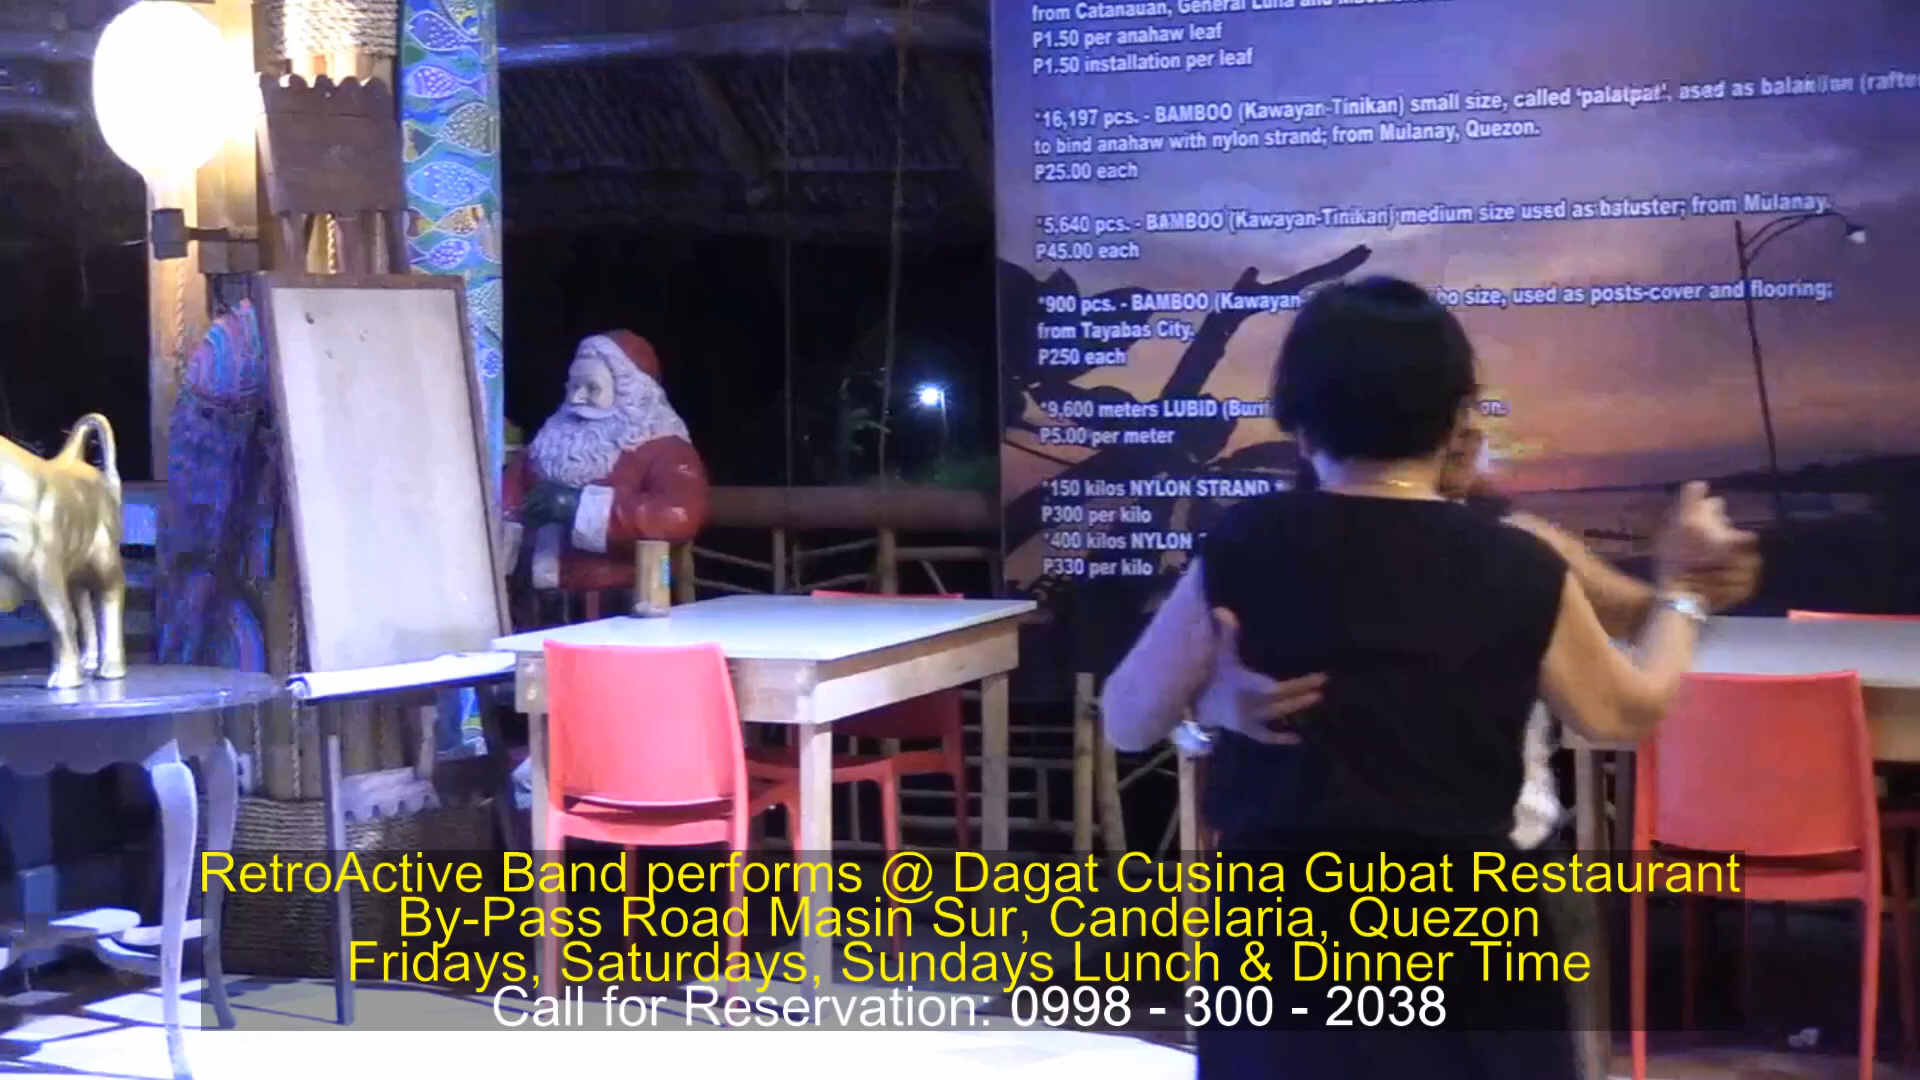 from Catanauan, General Luna and
P1.50 per anahaw leaf
P1.50 installation per leaf
*16,197 pcs. - BAMBOO (Kawayan-Tinikan) small size, called 'palatpat', used as
to bind anahaw with nylon strand; from Mulanay, Quezon.
P25.00 each
*5,640 pcs. - BAMBOO (Kawayan-Tinikan) medium size used as baluster; from Mulanay.
P45.00 each
*900 pcs. - BAMBOO (Kawayan- size, used as posts-cover and flooring;
from Tayabas City.
P250 each
*9,600 meters LUBID
P5.00 per meter
*150 kilos NYLON STRAND
P300 per kilo
*400 kilos NYLON
P330 per kilo
RetroActive Band performs @ Dagat Cusina Gubat Restaurant
By-Pass Road Masin Sur, Candelaria, Quezon
Fridays, Saturdays, Sundays Lunch & Dinner Time
Call for Reservation: 0998 - 300 - 2038